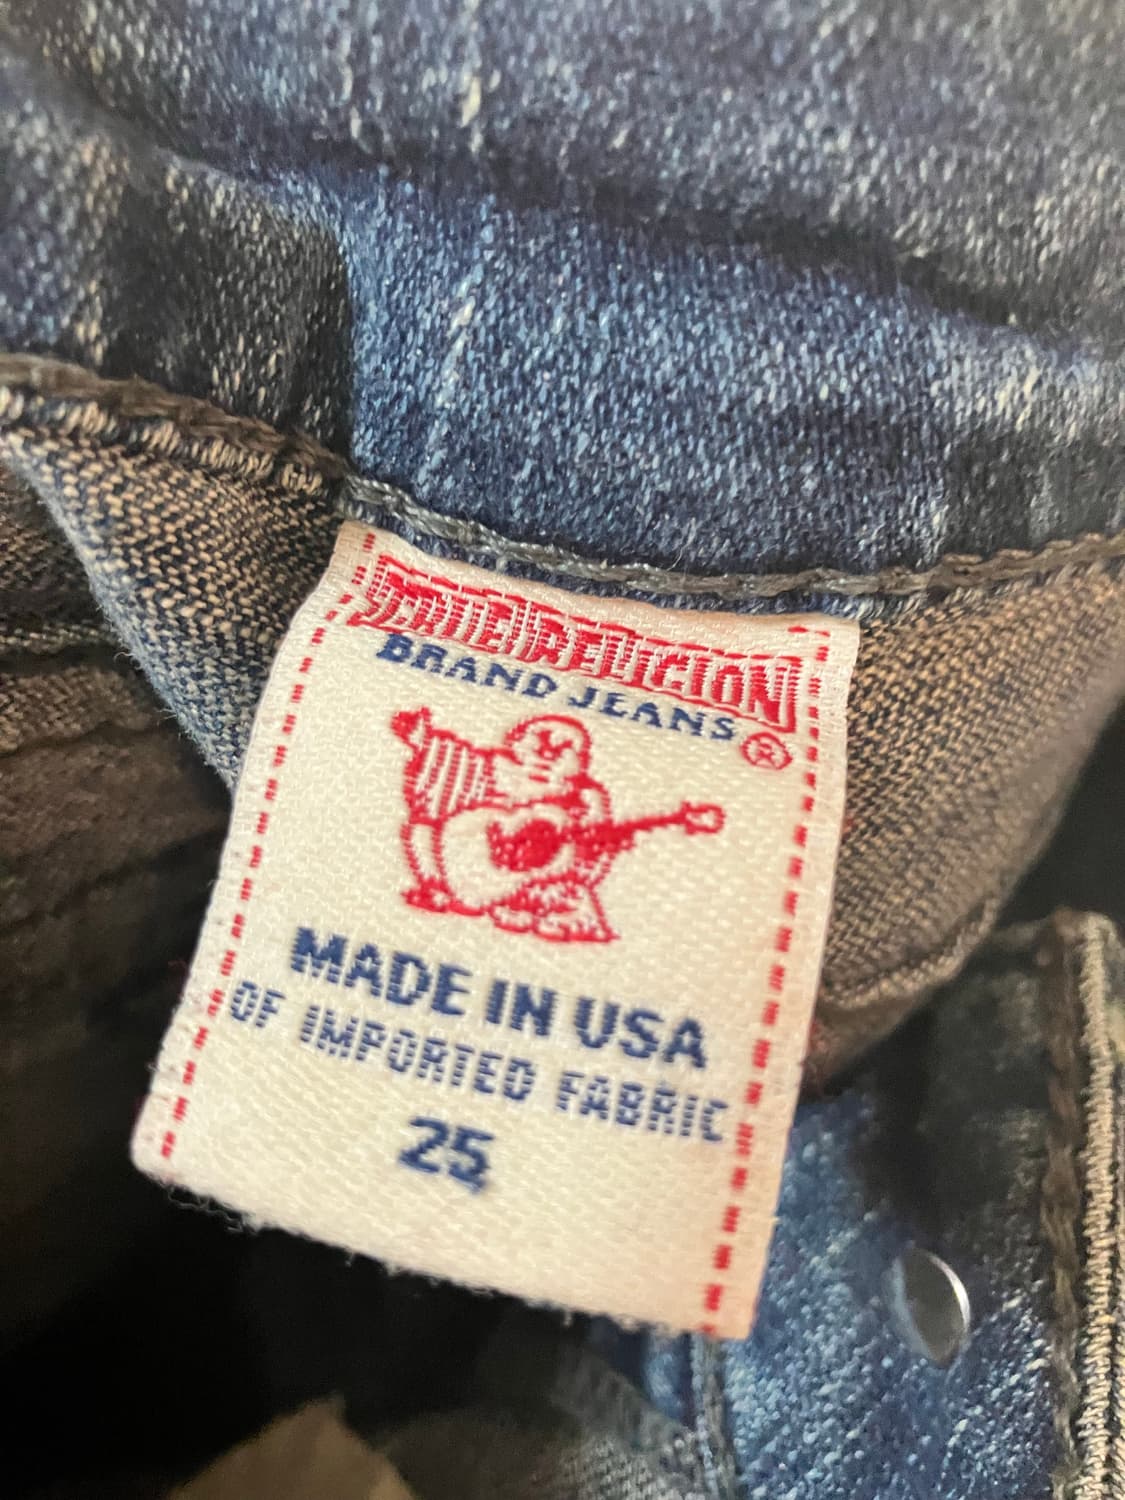 TRUE RELIGION
BRAND JEANS
®
MADE IN USA
OF IMPORTED FABRIC
25